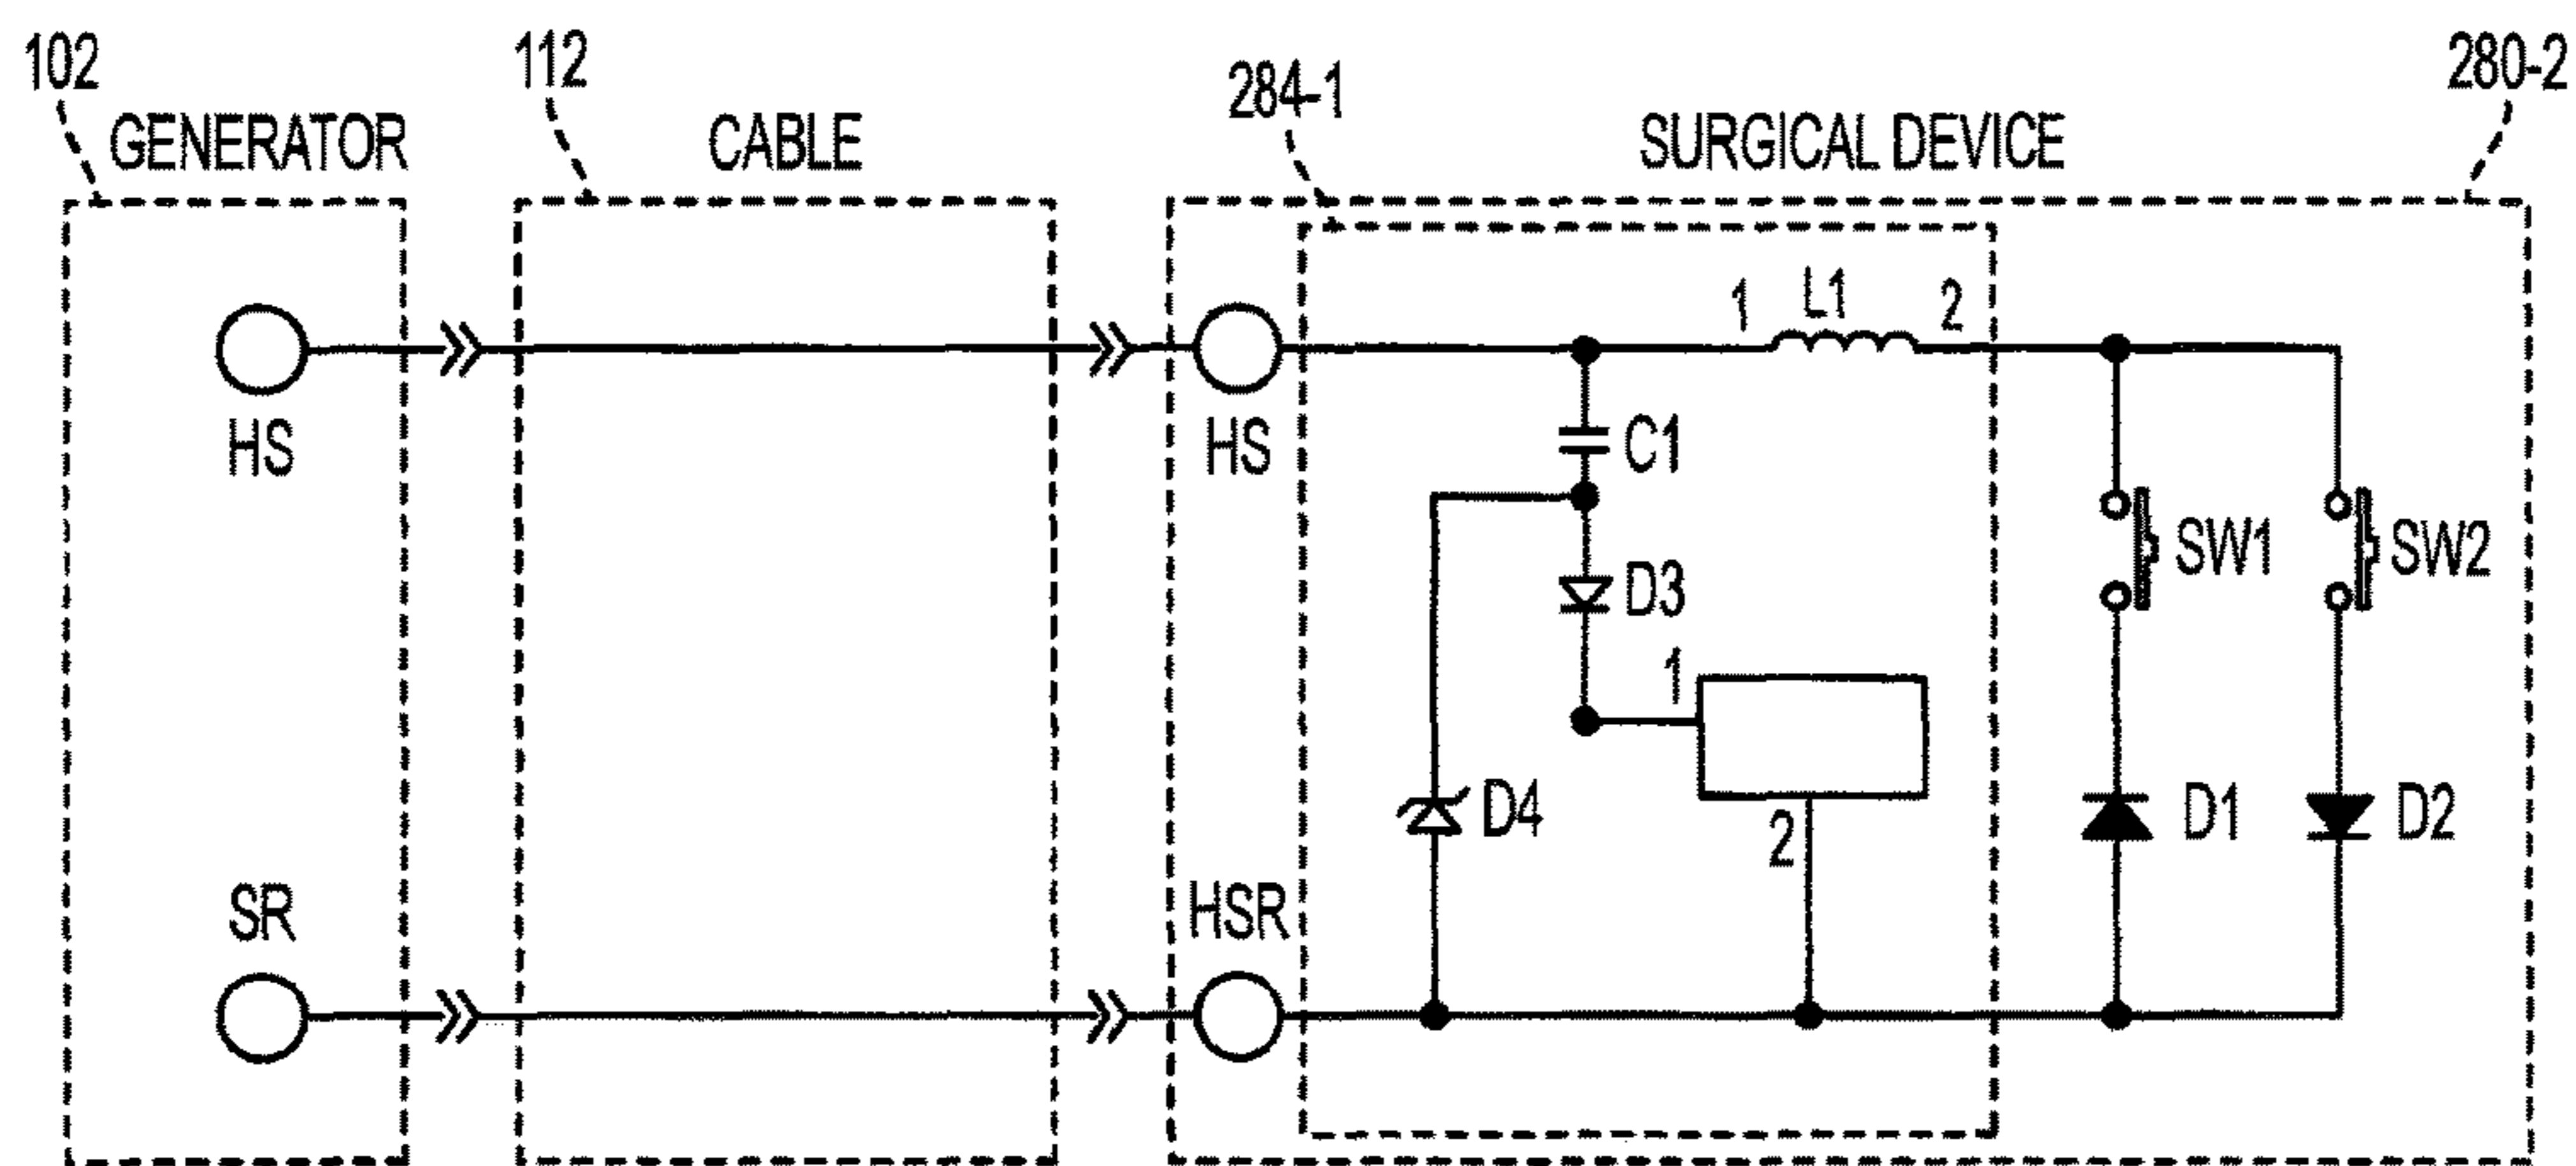 102
112
284-1
280-2
GENERATOR
CABLE
SURGICAL DEVICE
1
L1
2
HS
HS
C1
SW1
SW2
D3
1
D4
2
D1
D2
SR
HSR